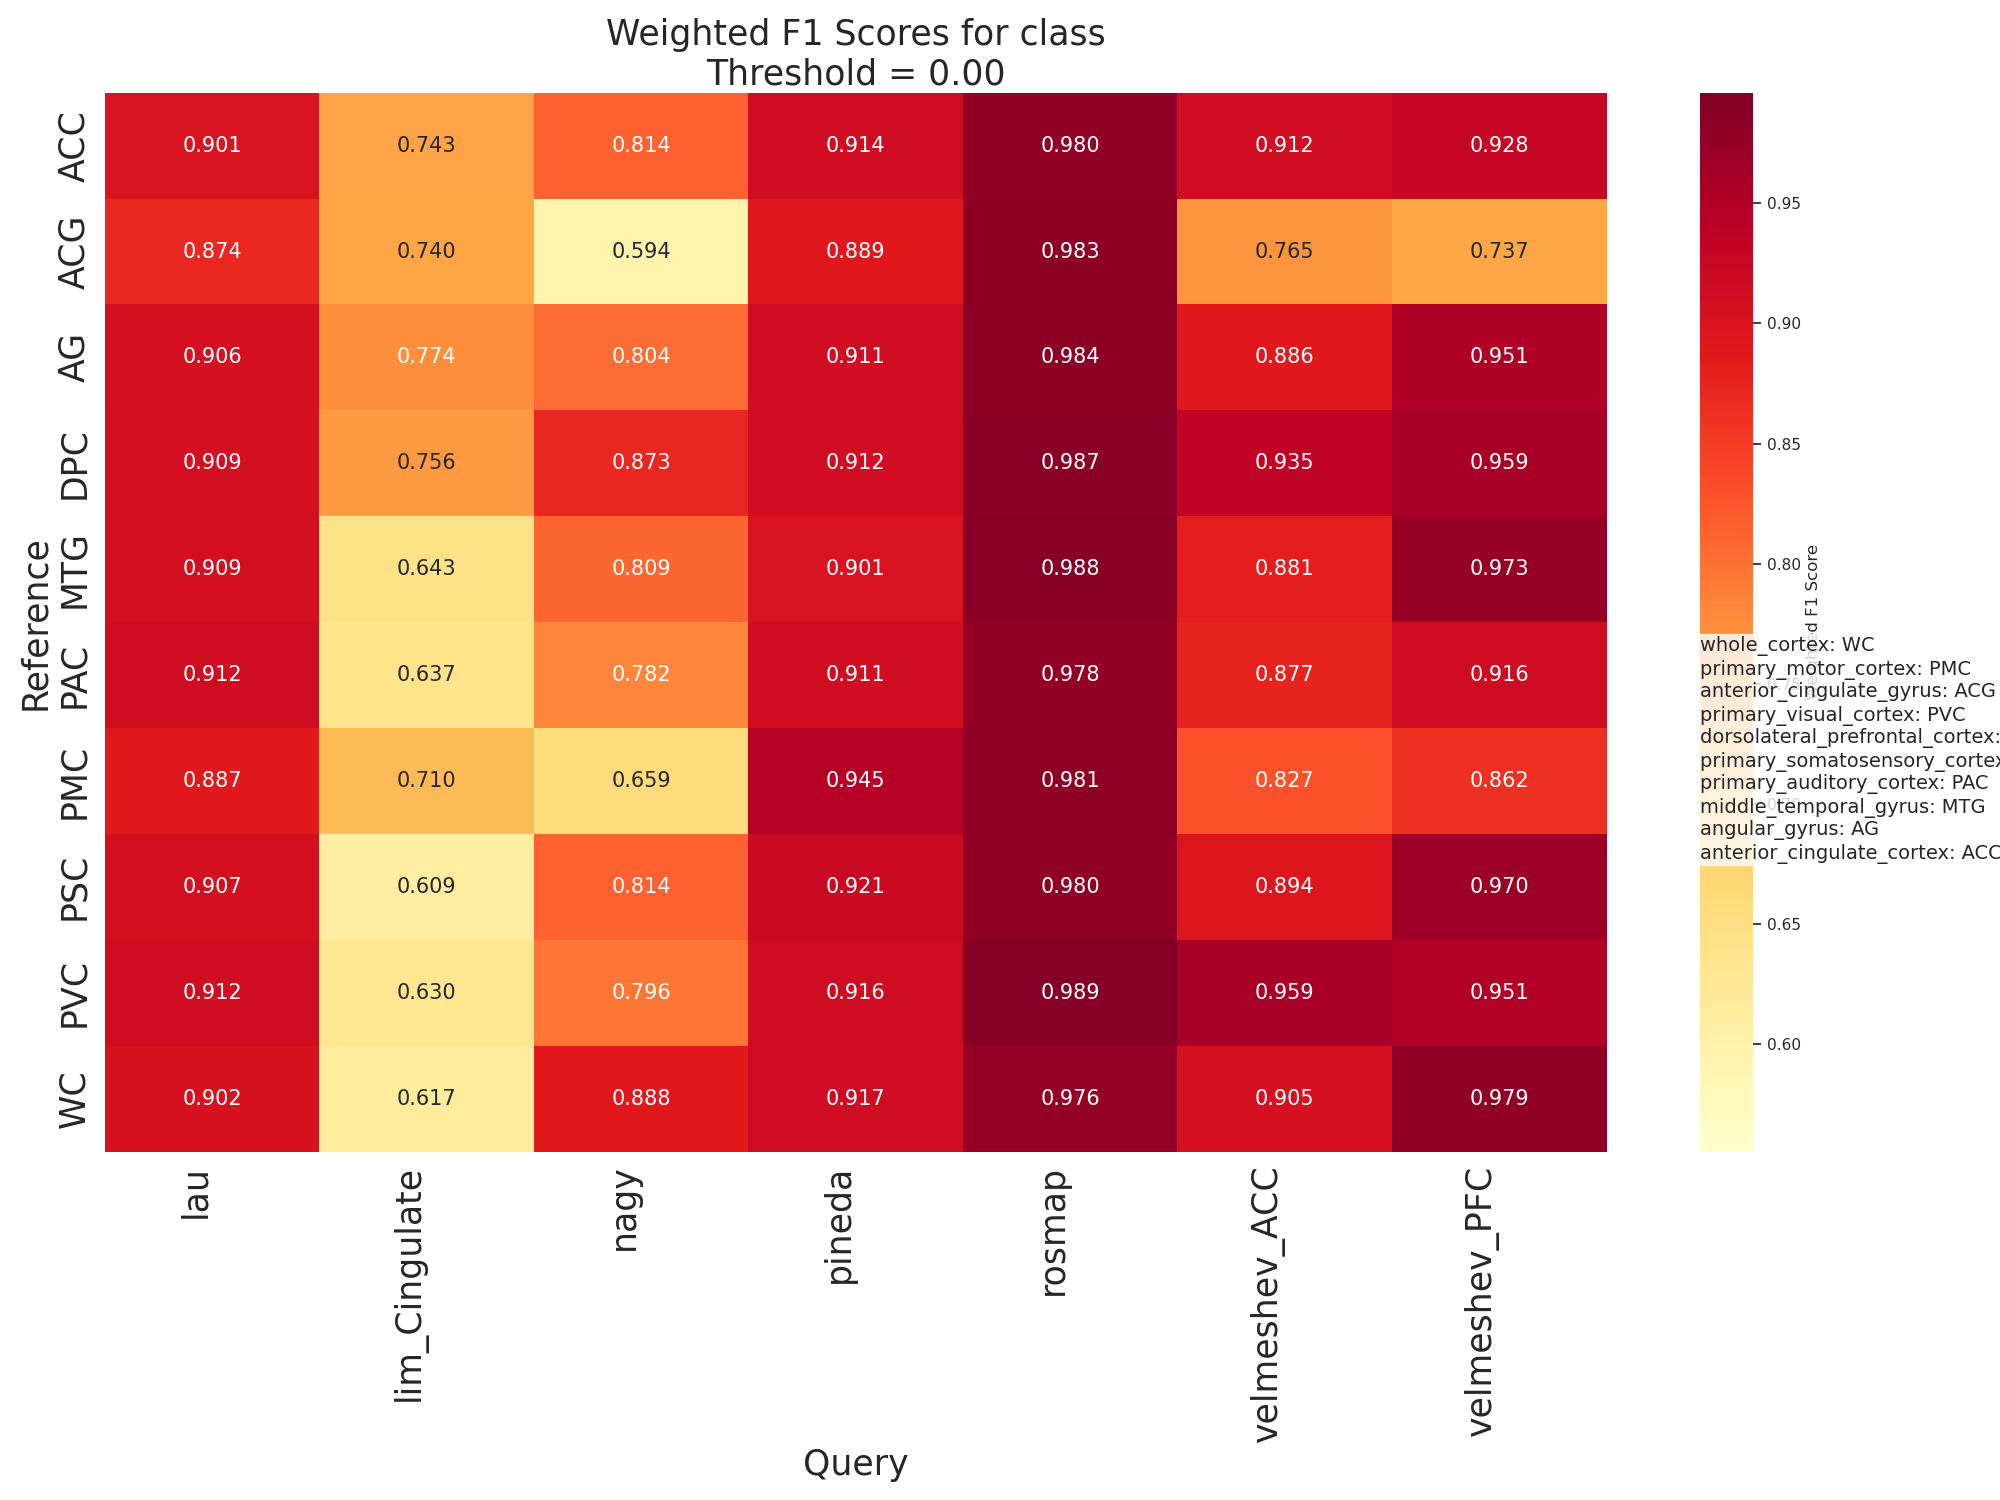 Weighted F1 Scores for class
Threshold = 0.00
Reference
ACC 0.901 0.743 0.814 0.914 0.980 0.912 0.928
ACG 0.874 0.740 0.594 0.889 0.983 0.765 0.737
AG 0.906 0.774 0.804 0.911 0.984 0.886 0.951
DPC 0.909 0.756 0.873 0.912 0.987 0.935 0.959
MTG 0.909 0.643 0.809 0.901 0.988 0.881 0.973
PAC 0.912 0.637 0.782 0.911 0.978 0.877 0.916
PMC 0.887 0.710 0.659 0.945 0.981 0.827 0.862
PSC 0.907 0.609 0.814 0.921 0.980 0.894 0.970
PVC 0.912 0.630 0.796 0.916 0.989 0.959 0.951
WC 0.902 0.617 0.888 0.917 0.976 0.905 0.979
lau lim_Cingulate nagy pineda rosmap velmeshev_ACC velmeshev_PFC
Query
0.95
0.90
0.85
0.80
0.75
0.70
0.65
0.60
Weighted F1 Score
whole_cortex: WC
primary_motor_cortex: PMC
anterior_cingulate_gyrus: ACG
primary_visual_cortex: PVC
dorsolateral_prefrontal_cortex:
primary_somatosensory_cortex
primary_auditory_cortex: PAC
middle_temporal_gyrus: MTG
angular_gyrus: AG
anterior_cingulate_cortex: ACC